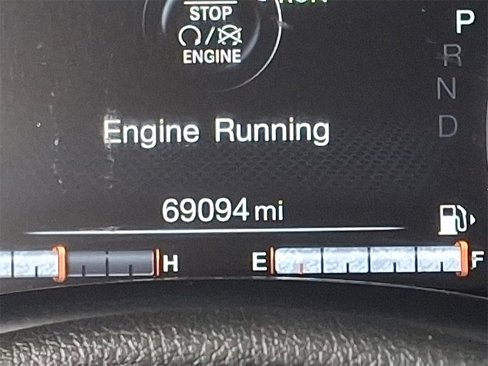 STOP
ENGINE
P
R
N
D
Engine Running
69094 mi
H E F